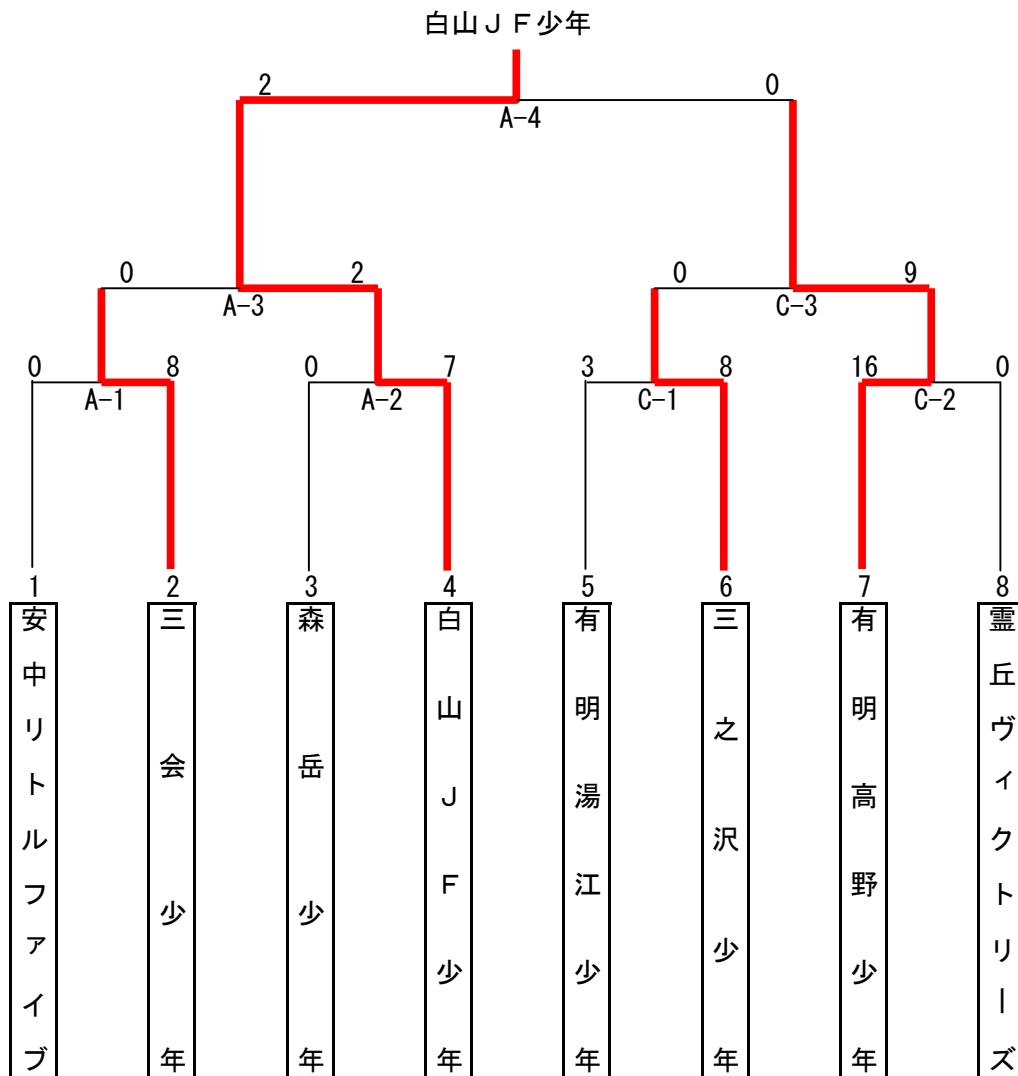 白山ＪＦ少年
2 0
A-4
0 2 0 9
A-3 C-3
0 8 0 7 3 8 16 0
A-1 A-2 C-1 C-2
1 2 3 4 5 6 7 8
安中リトルファイブ
三会少年
森岳少年
白山ＪＦ少年
有明湯江少年
三之沢少年
有明高野少年
霊丘ヴィクトリーズ